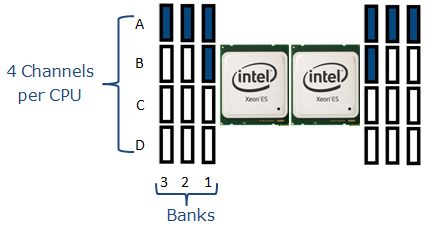 A
4 Channels
per CPU
B
C
D
intel
Xeon E5
intel
Xeon E5
3 2 1
Banks